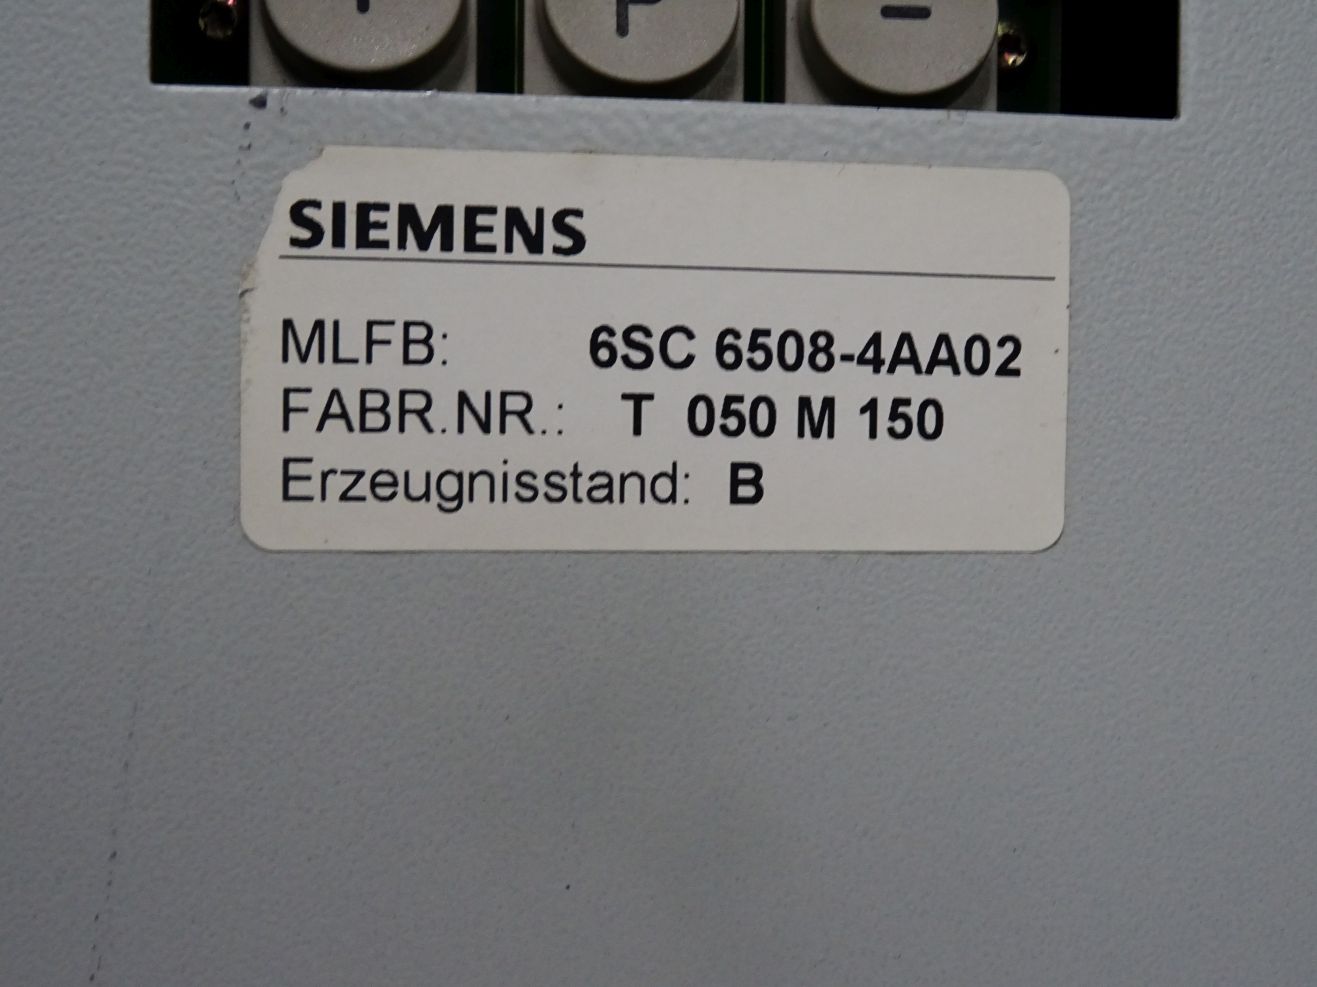 P -
SIEMENS
MLFB: 6SC 6508-4AA02
FABR.NR.: T 050 M 150
Erzeugnisstand: B